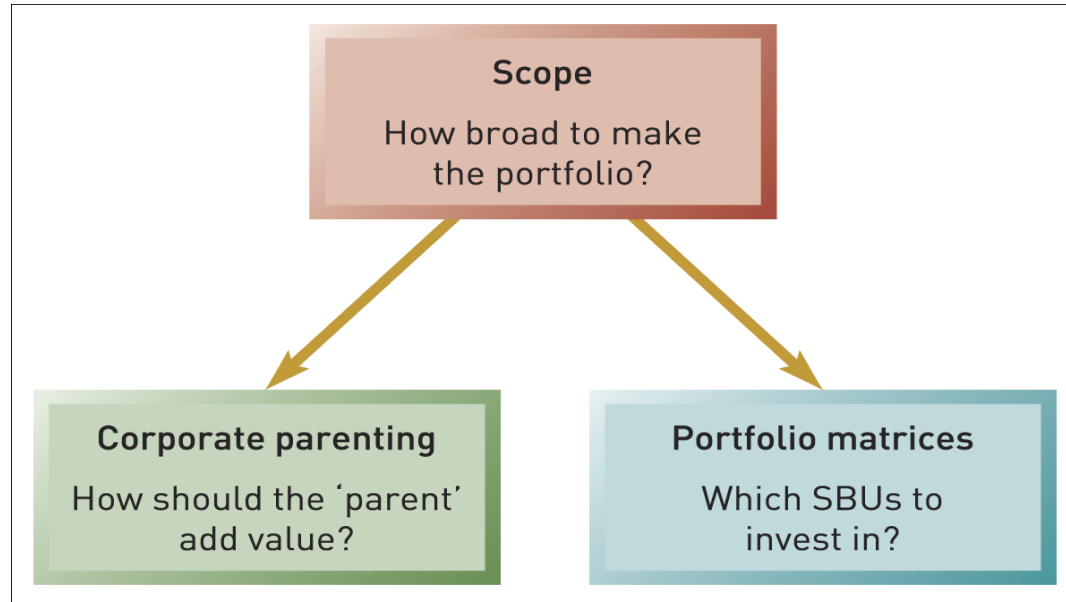 Scope
How broad to make
the portfolio?
Corporate parenting
How should the ‘parent’
add value?
Portfolio matrices
Which SBUs to
invest in?